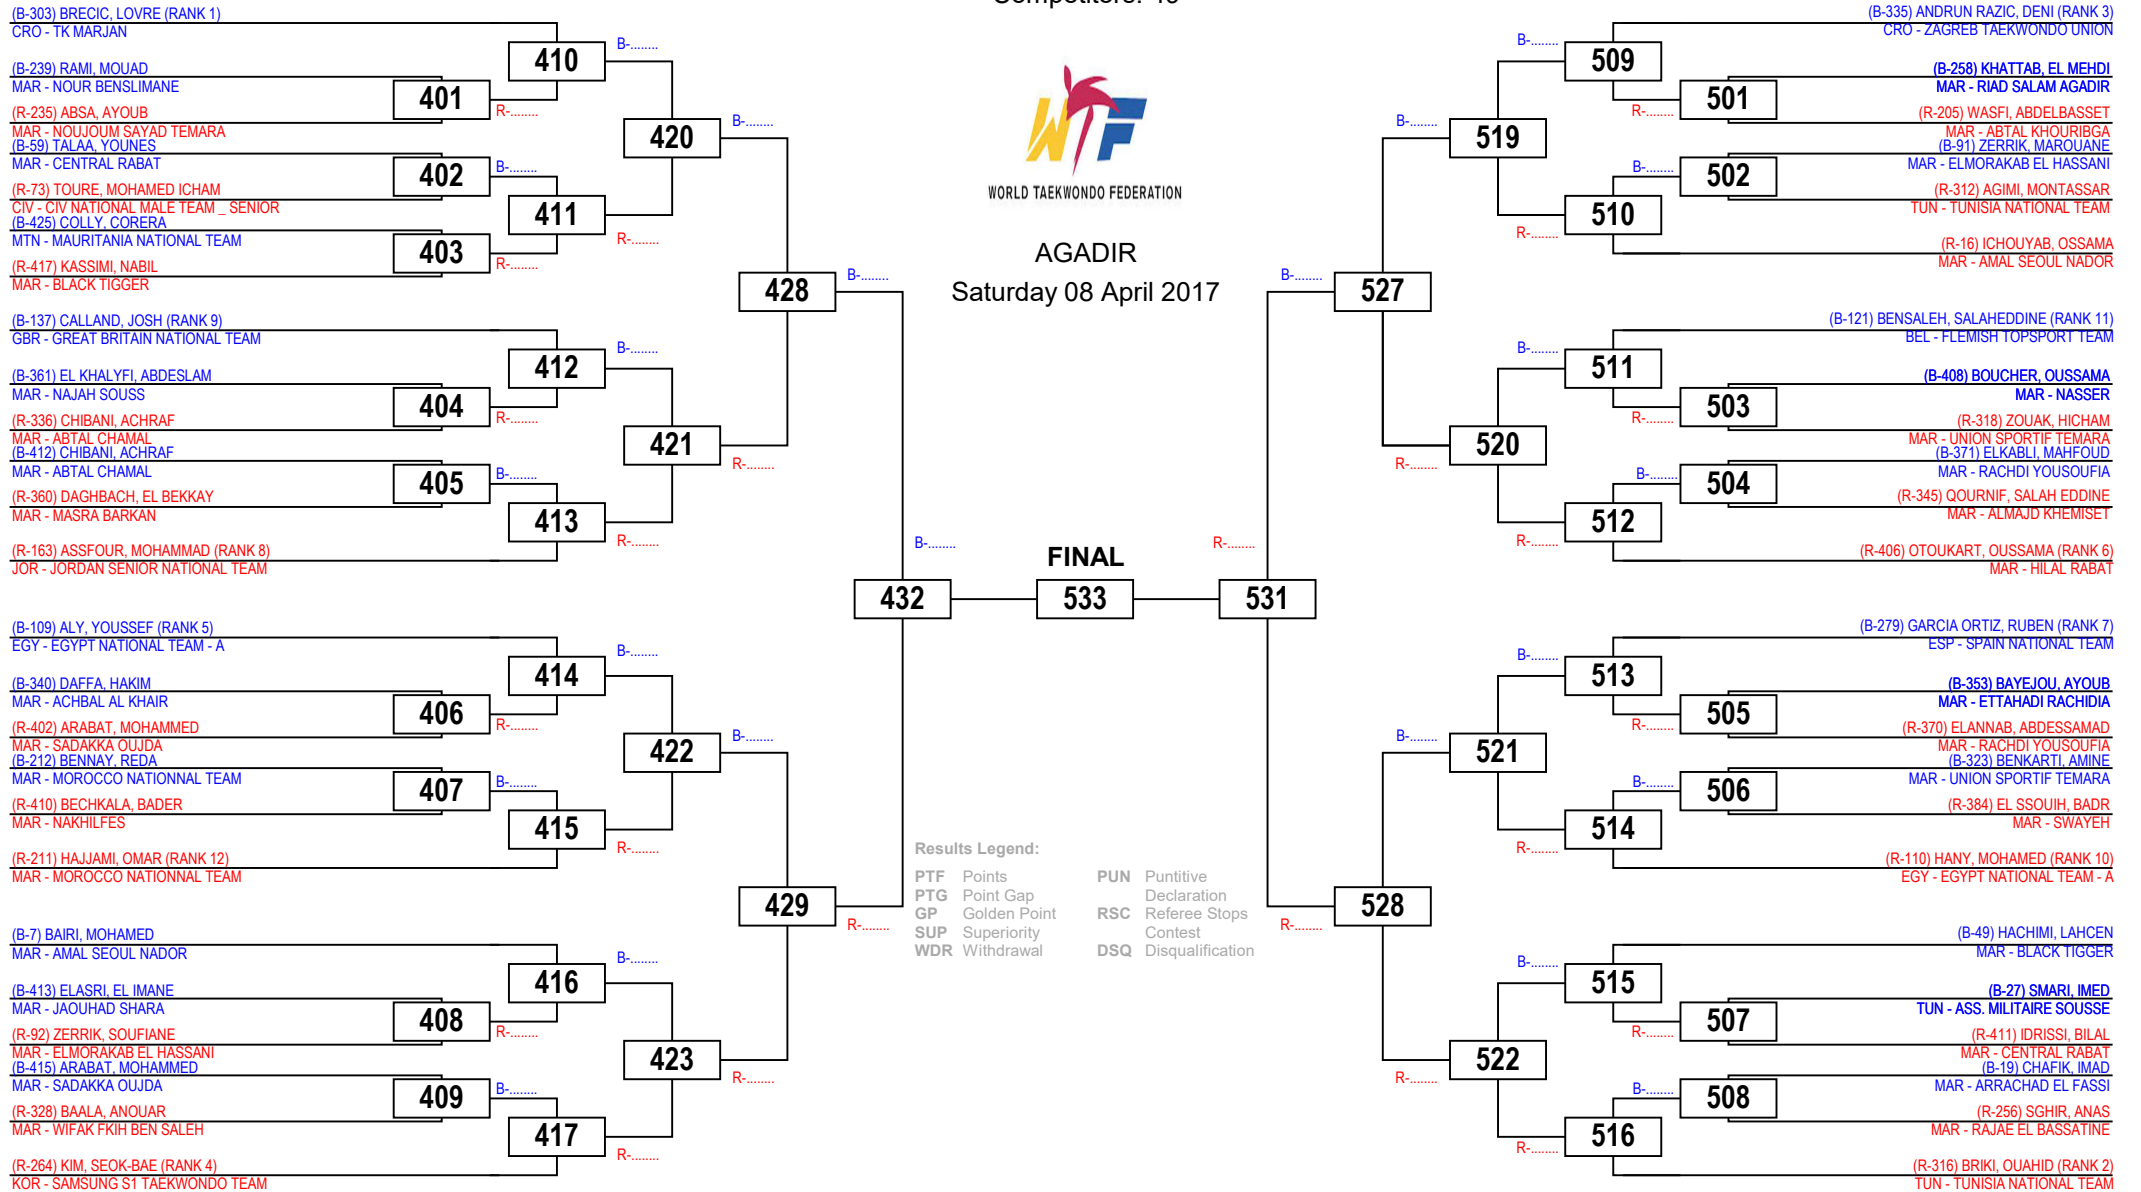 (B-303) BRECIC, LOVRE (RANK 1)
CRO - TK MARJAN
(B-239) RAMI, MOUAD
MAR - NOUR BENSLIMANE
(R-235) ABSA, AYOUB
MAR - NOUJOUM SAYAD TEMARA
(B-59) TALAA, YOUNES
MAR - CENTRAL RABAT
(R-73) TOURE, MOHAMED ICHAM
CIV - CIV NATIONAL MALE TEAM _ SENIOR
(B-425) COLLY, CORERA
MTN - MAURITANIA NATIONAL TEAM
(R-417) KASSIMI, NABIL
MAR - BLACK TIGGER
(B-137) CALLAND, JOSH (RANK 9)
GBR - GREAT BRITAIN NATIONAL TEAM
(B-361) EL KHALYFI, ABDESLAM
MAR - NAJAH SOUSS
(R-336) CHIBANI, ACHRAF
MAR - ABTAL CHAMAL
(B-412) CHIBANI, ACHRAF
MAR - ABTAL CHAMAL
(R-360) DAGHBACH, EL BEKKAY
MAR - MASRA BARKAN
(R-163) ASSFOUR, MOHAMMAD (RANK 8)
JOR - JORDAN SENIOR NATIONAL TEAM
(B-109) ALY, YOUSSEF (RANK 5)
EGY - EGYPT NATIONAL TEAM - A
(B-340) DAFFA, HAKIM
MAR - ACHBAL AL KHAIR
(R-402) ARABAT, MOHAMMED
MAR - SADAKKA OUJDA
(B-212) BENNAY, REDA
MAR - MOROCCO NATIONNAL TEAM
(R-410) BECHKALA, BADER
MAR - NAKHILFES
(R-211) HAJJAMI, OMAR (RANK 12)
MAR - MOROCCO NATIONNAL TEAM
(B-7) BAIRI, MOHAMED
MAR - AMAL SEOUL NADOR
(B-413) ELASRI, EL IMANE
MAR - JAOUHAD SHARA
(R-92) ZERRIK, SOUFIANE
MAR - ELMORAKAB EL HASSANI
(B-415) ARABAT, MOHAMMED
MAR - SADAKKA OUJDA
(R-328) BAALA, ANOUAR
MAR - WIFAK FKIH BEN SALEH
(R-264) KIM, SEOK-BAE (RANK 4)
KOR - SAMSUNG S1 TAEKWONDO TEAM
401
402
403
404
405
406
407
408
409
R-........
B-........
R-........
R-........
B-........
R-........
B-........
R-........
B-........
410
411
412
413
414
415
416
417
B-........
R-........
B-........
R-........
B-........
R-........
B-........
R-........
420
421
422
423
B-........
R-........
B-........
R-........
428
429
B-........
R-........
432
B-........
WTF
WORLD TAEKWONDO FEDERATION
AGADIR
Saturday 08 April 2017
FINAL
533
Results Legend:
PTF Points
PTG Point Gap
GP Golden Point
SUP Superiority
WDR Withdrawal
PUN Puntitive
Declaration
RSC Referee Stops
Contest
DSQ Disqualification
R-........
531
B-........
R-........
527
528
B-........
R-........
B-........
R-........
519
520
521
522
B-........
R-........
B-........
R-........
B-........
R-........
B-........
R-........
509
510
511
512
513
514
515
516
R-........
B-........
R-........
B-........
R-........
B-........
R-........
B-........
501
502
503
504
505
506
507
508
(B-335) ANDRUN RAZIC, DENI (RANK 3)
CRO - ZAGREB TAEKWONDO UNION
(B-258) KHATTAB, EL MEHDI
MAR - RIAD SALAM AGADIR
(R-205) WASFI, ABDELBASSET
MAR - ABTAL KHOURIBGA
(B-91) ZERRIK, MAROUANE
MAR - ELMORAKAB EL HASSANI
(R-312) AGIMI, MONTASSAR
TUN - TUNISIA NATIONAL TEAM
(R-16) ICHOUYAB, OSSAMA
MAR - AMAL SEOUL NADOR
(B-121) BENSALEH, SALAHEDDINE (RANK 11)
BEL - FLEMISH TOPSPORT TEAM
(B-408) BOUCHER, OUSSAMA
MAR - NASSER
(R-318) ZOUAK, HICHAM
MAR - UNION SPORTIF TEMARA
(B-371) ELKABLI, MAHFOUD
MAR - RACHDI YOUSOUFIA
(R-345) QOURNIF, SALAH EDDINE
MAR - ALMAJD KHEMISET
(R-406) OTOUKART, OUSSAMA (RANK 6)
MAR - HILAL RABAT
(B-279) GARCIA ORTIZ, RUBEN (RANK 7)
ESP - SPAIN NATIONAL TEAM
(B-353) BAYEJOU, AYOUB
MAR - ETTAHADI RACHIDIA
(R-370) ELANNAB, ABDESSAMAD
MAR - RACHDI YOUSOUFIA
(B-323) BENKARTI, AMINE
MAR - UNION SPORTIF TEMARA
(R-384) EL SSOUIH, BADR
MAR - SWAYEH
(R-110) HANY, MOHAMED (RANK 10)
EGY - EGYPT NATIONAL TEAM - A
(B-49) HACHIMI, LAHCEN
MAR - BLACK TIGGER
(B-27) SMARI, IMED
TUN - ASS. MILITAIRE SOUSSE
(R-411) IDRISSI, BILAL
MAR - CENTRAL RABAT
(B-19) CHAFIK, IMAD
MAR - ARRACHAD EL FASSI
(R-256) SGHIR, ANAS
MAR - RAJAE EL BASSATINE
(R-316) BRIKI, OUAHID (RANK 2)
TUN - TUNISIA NATIONAL TEAM